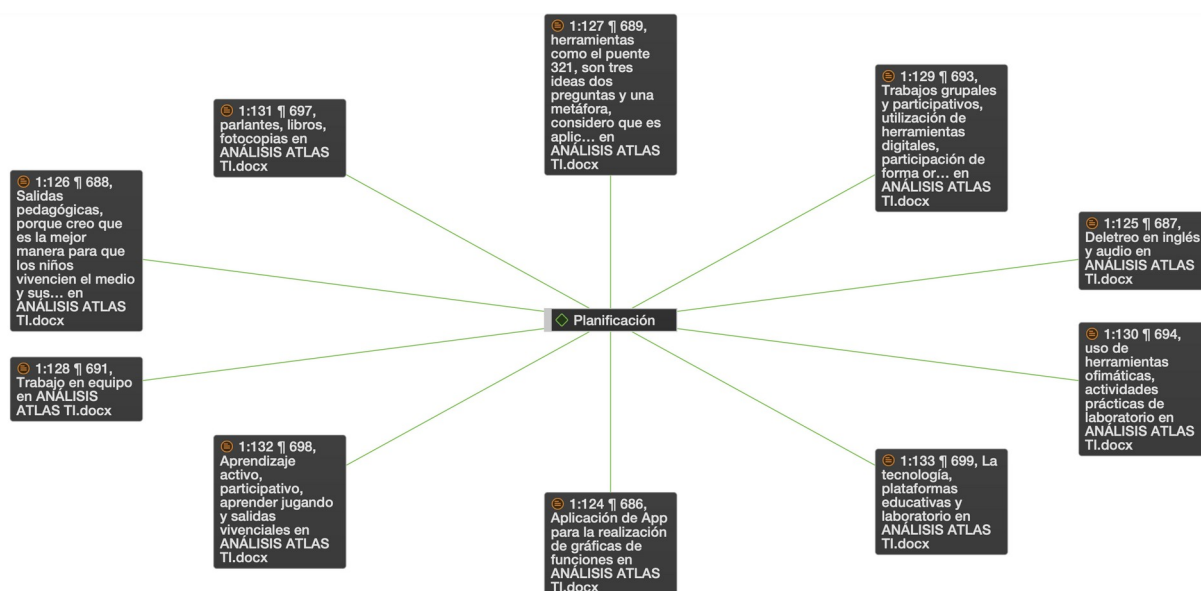 1:127 ¶ 689,
herramientas
como el puente
321, son tres
ideas dos
preguntas y una
metáfora,
considero que es
aplic... en
ANÁLISIS ATLAS
TI.docx
1:129 ¶ 693,
Trabajos grupales
y participativos,
utilización de
herramientas
digitales,
participación de
forma or... en
ANÁLISIS ATLAS
TI.docx
1:131 ¶ 697,
parlantes, libros,
fotocopias en
ANÁLISIS ATLAS
TI.docx
1:126 ¶ 688,
Salidas
pedagógicas,
porque creo que
es la mejor
manera para que
los niños
vivencien el medio
y sus... en
ANÁLISIS ATLAS
TI.docx
1:125 ¶ 687,
Deletreo en inglés
y audio en
ANÁLISIS ATLAS
TI.docx
Planificación
1:130 ¶ 694,
uso de
herramientas
ofimáticas,
actividades
prácticas de
laboratorio en
ANÁLISIS ATLAS
TI.docx
1:128 ¶ 691,
Trabajo en equipo
en ANÁLISIS
ATLAS TI.docx
1:132 ¶ 698,
Aprendizaje
activo,
participativo,
aprender jugando
y salidas
vivenciales en
ANÁLISIS ATLAS
TI.docx
1:133 ¶ 699, La
tecnología,
plataformas
educativas y
laboratorio en
ANÁLISIS ATLAS
TI.docx
1:124 ¶ 686,
Aplicación de App
para la realización
de gráficas de
funciones en
ANÁLISIS ATLAS
TI.docx